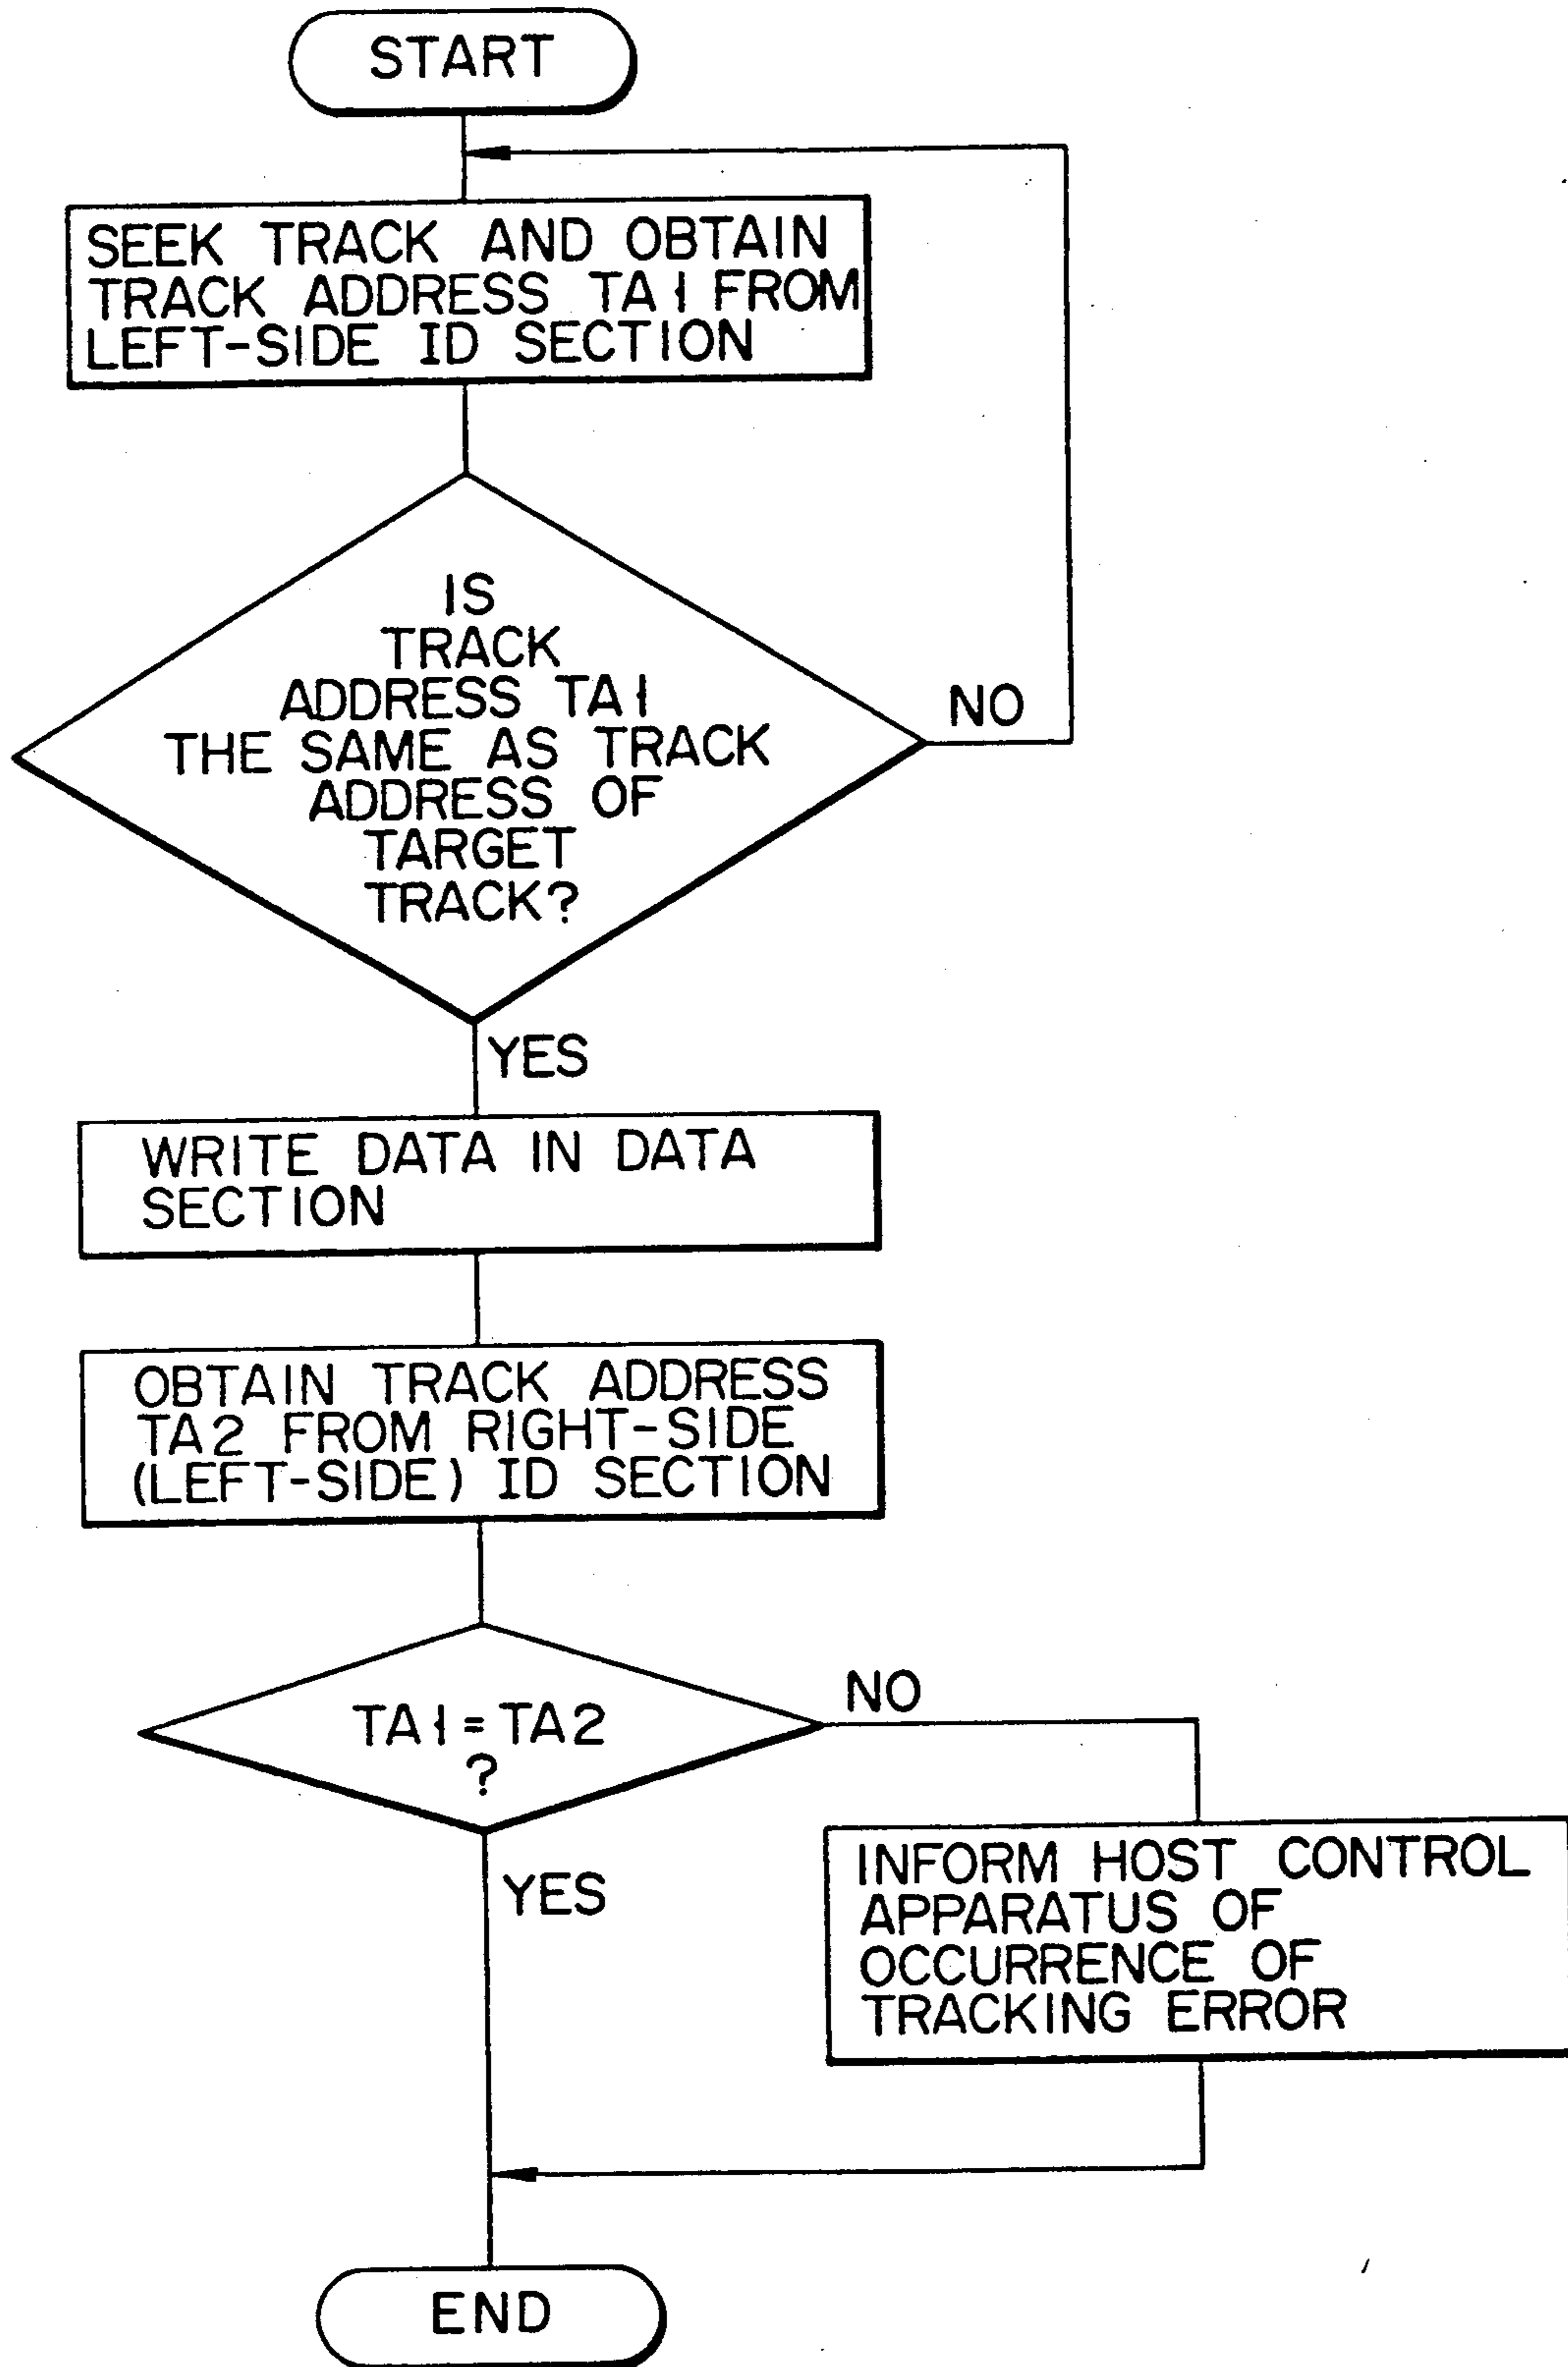 START
SEEK TRACK AND OBTAIN
TRACK ADDRESS TA1 FROM
LEFT-SIDE ID SECTION
IS
TRACK
ADDRESS TA1
THE SAME AS TRACK
ADDRESS OF
TARGET
TRACK?
NO
YES
WRITE DATA IN DATA
SECTION
OBTAIN TRACK ADDRESS
TA2 FROM RIGHT-SIDE
(LEFT-SIDE) ID SECTION
TA1=TA2
?
NO
YES
INFORM HOST CONTROL
APPARATUS OF
OCCURRENCE OF
TRACKING ERROR
END